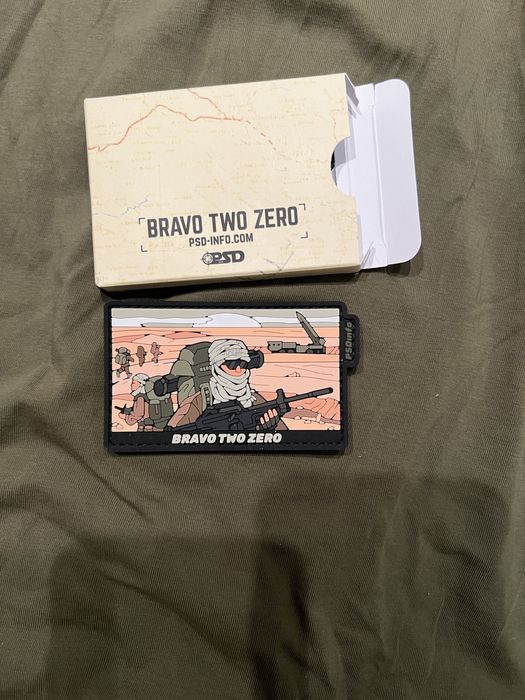 BRAVO TWO ZERO
PSD-INFO.COM
PSD
PSDinfo
BRAVO TWO ZERO